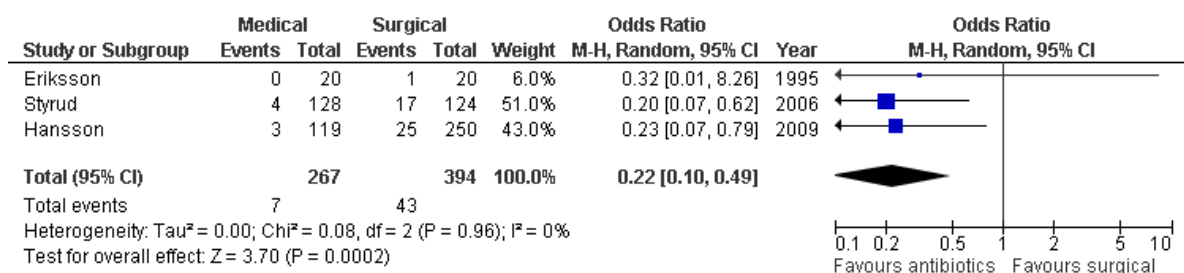 Medical Surgical Odds Ratio Odds Ratio
Study or Subgroup Events Total Events Total Weight M-H, Random, 95% CI Year M-H, Random, 95% CI
Eriksson 0 20 1 20 6.0% 0.32 [0.01, 8.26] 1995
Styrud 4 128 17 124 51.0% 0.20 [0.07, 0.62] 2006
Hansson 3 119 25 250 43.0% 0.23 [0.07, 0.79] 2009
Total (95% CI) 267 394 100.0% 0.22 [0.10, 0.49]
Total events 7 43
Heterogeneity: Tau² = 0.00; Chi² = 0.08, df = 2 (P = 0.96); I² = 0%
Test for overall effect: Z = 3.70 (P = 0.0002)
0.1 0.2 0.5 1 2 5 10
Favours antibiotics Favours surgical